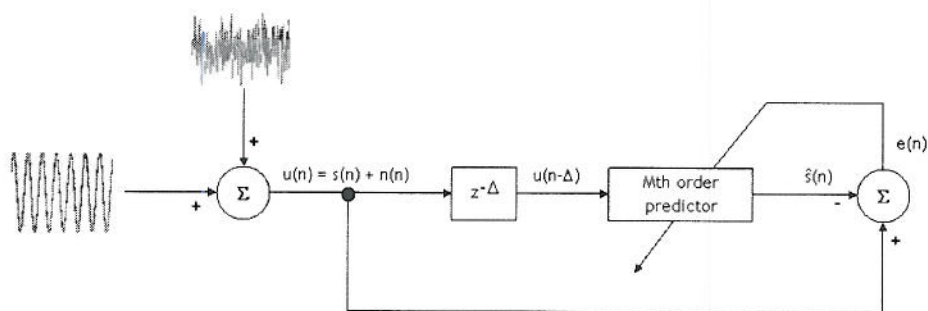 +
e(n)
u(n) = s(n) + n(n)
Σ
+
z-Δ
u(n-Δ)
Mth order
predictor
ŝ(n)
-
Σ
+